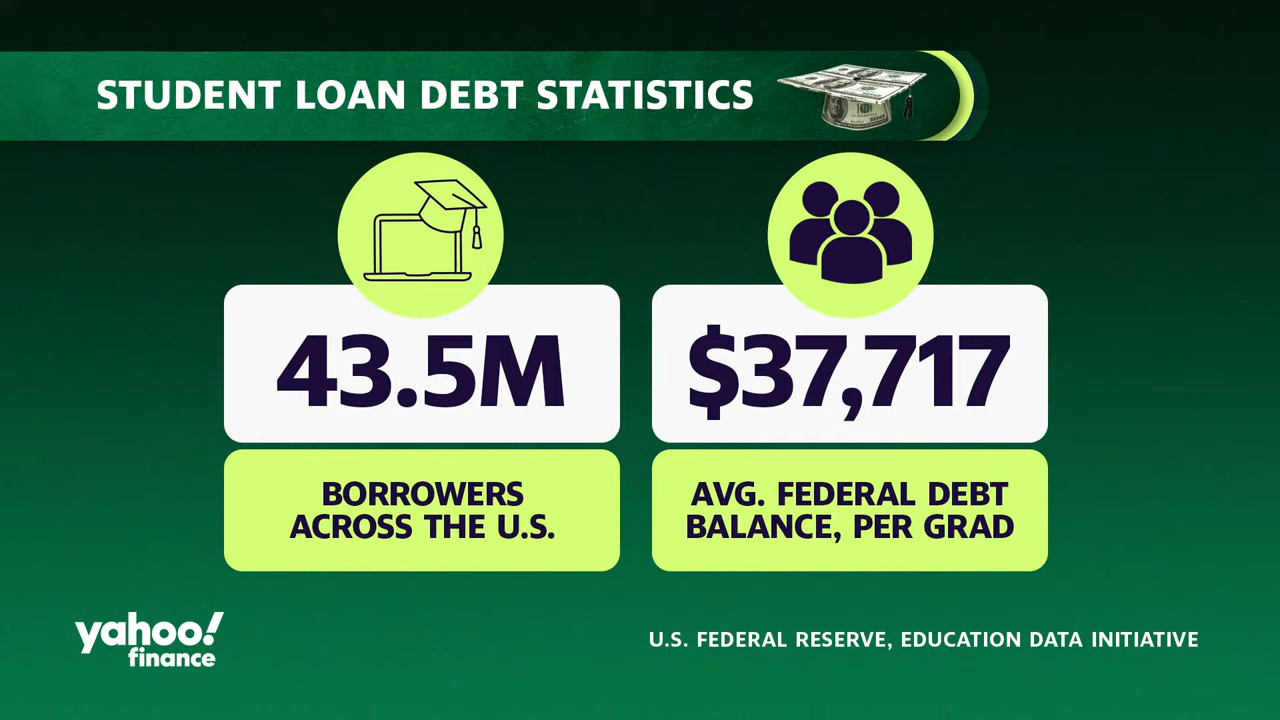 STUDENT LOAN DEBT STATISTICS
43.5M
BORROWERS
ACROSS THE U.S.
$37,717
AVG. FEDERAL DEBT
BALANCE, PER GRAD
yahoo!
finance
U.S. FEDERAL RESERVE, EDUCATION DATA INITIATIVE